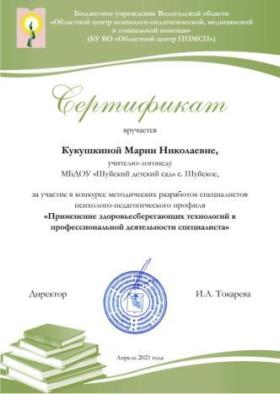 Бюджетное учреждение Вологодской области
«Областной центр психолого-педагогической, медицинской
и социальной помощи»
(БУ ВО «Областной центр ППМСП»)
Сертификат
вручается
Кукушкиной Марии Николаевне,
учителю-логопеду
МБДОУ «Шуйский детский сад» с. Шуйское,
за участие в конкурсе методических разработок специалистов
психолого-педагогического профиля
«Применение здоровьесберегающих технологий в
профессиональной деятельности специалиста»
Директор
И.А. Токарева
Апрель 2021 года